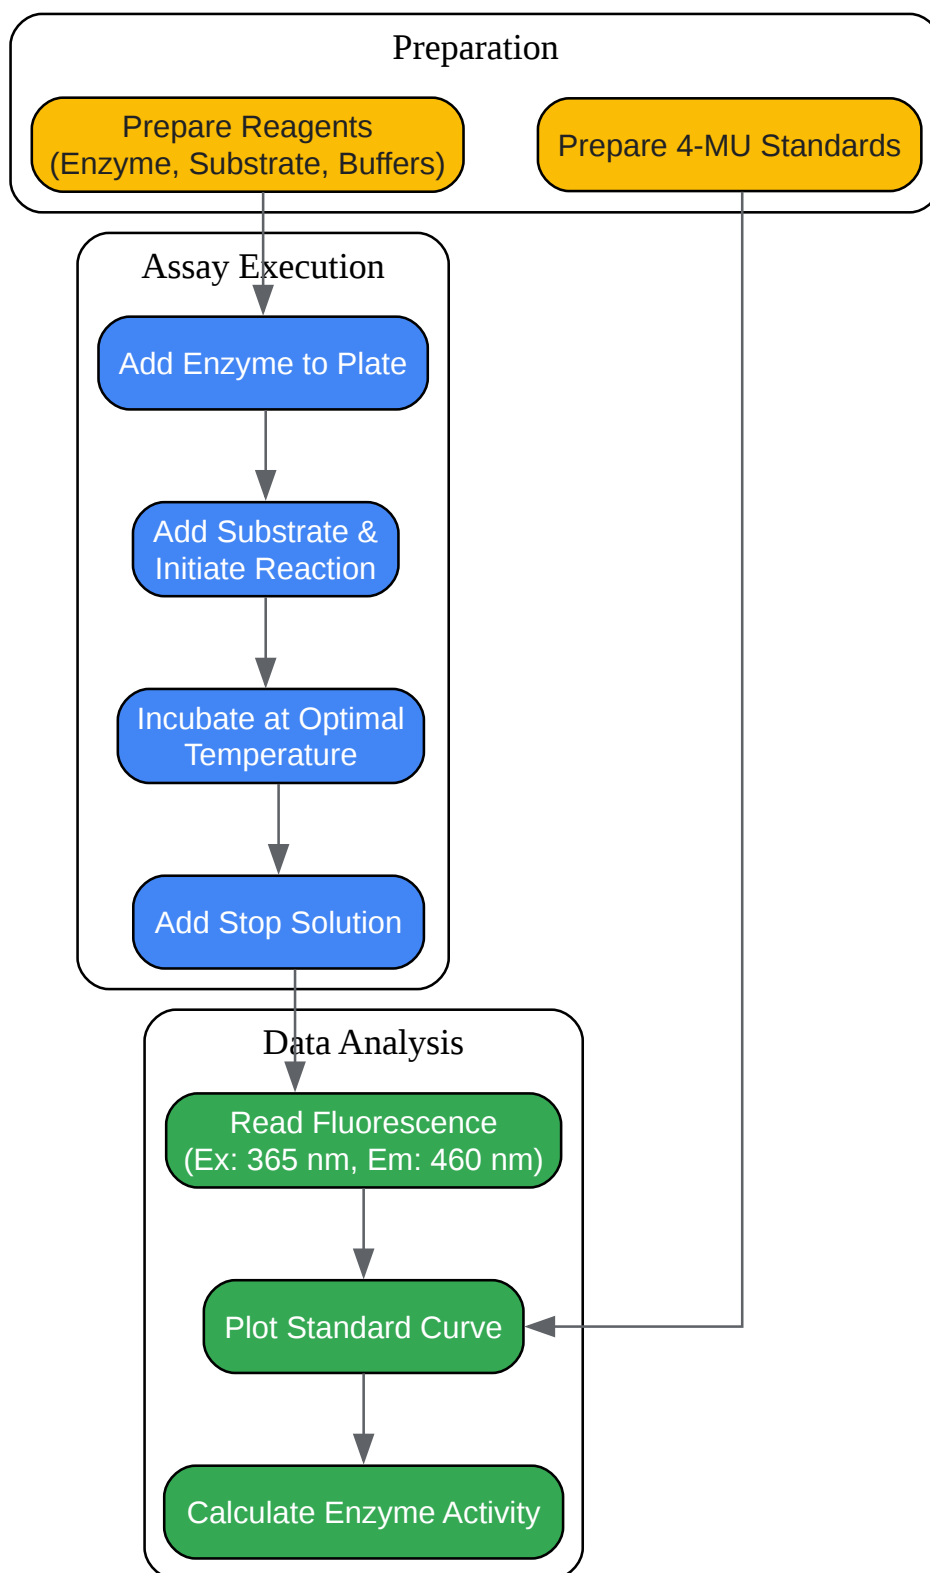 Preparation
Prepare Reagents
(Enzyme, Substrate, Buffers)
Prepare 4-MU Standards
Assay Execution
Add Enzyme to Plate
Add Substrate &
Initiate Reaction
Incubate at Optimal
Temperature
Add Stop Solution
Data Analysis
Read Fluorescence
(Ex: 365 nm, Em: 460 nm)
Plot Standard Curve
Calculate Enzyme Activity